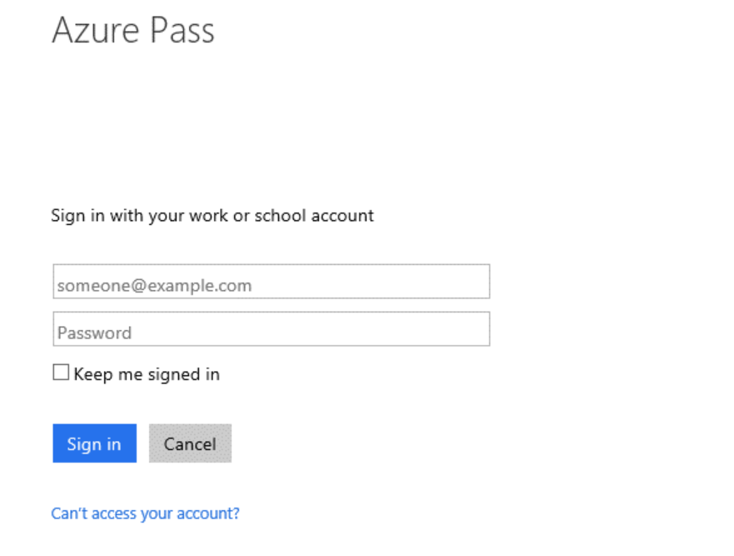 Azure Pass
Sign in with your work or school account
someone@example.com
Password
Keep me signed in
Sign in Cancel
Can't access your account?